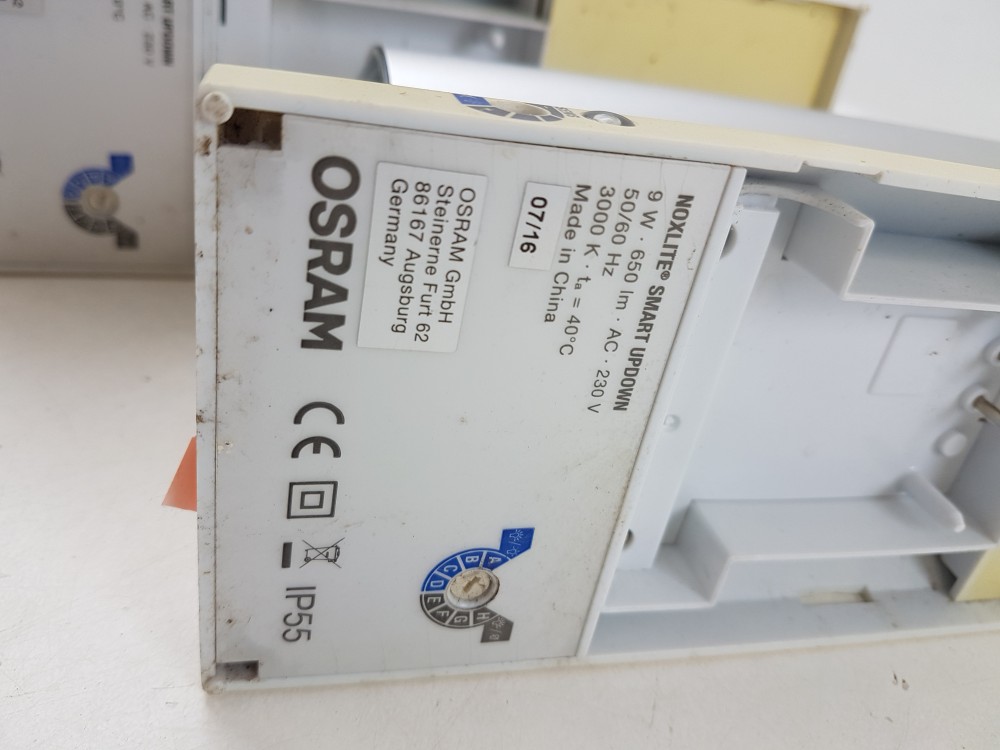 NOXLITE® SMART UPDOWN
9 W · 650 lm · AC · 230 V
50/60 Hz
3000 K · ta = 40°C
Made in China
07/16
OSRAM GmbH
Steinerne Furt 62
86167 Augsburg
Germany
OSRAM
CE
IP55
A
B
C
D
E
F
G
H